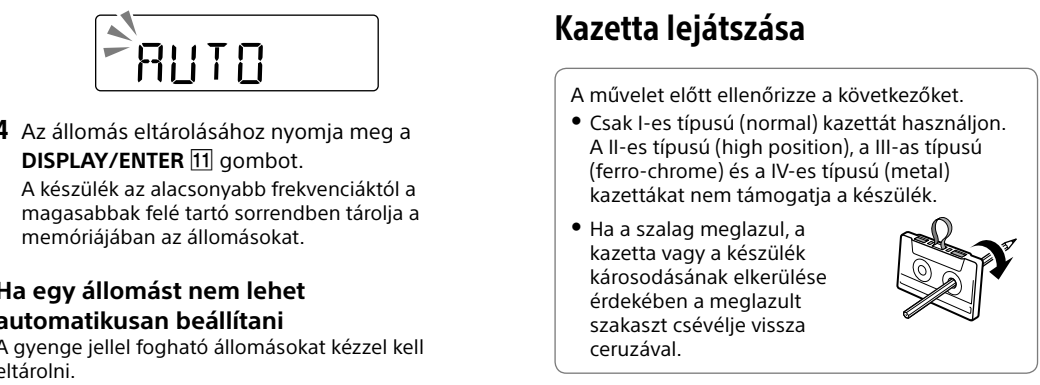 AUTO
4 Az állomás eltárolásához nyomja meg a
DISPLAY/ENTER 11 gombot.
A készülék az alacsonyabb frekvenciáktól a
magasabbak felé tartó sorrendben tárolja a
memóriájában az állomásokat.
Ha egy állomást nem lehet
automatikusan beállítani
A gyenge jellel fogható állomásokat kézzel kell
eltárolni.
Kazetta lejátszása
A művelet előtt ellenőrizze a következőket.
• Csak I-es típusú (normal) kazettát használjon.
A II-es típusú (high position), a III-as típusú
(ferro-chrome) és a IV-es típusú (metal)
kazettákat nem támogatja a készülék.
• Ha a szalag meglazul, a
kazetta vagy a készülék
károsodásának elkerülése
érdekében a meglazult
szakaszt csévélje vissza
ceruzával.